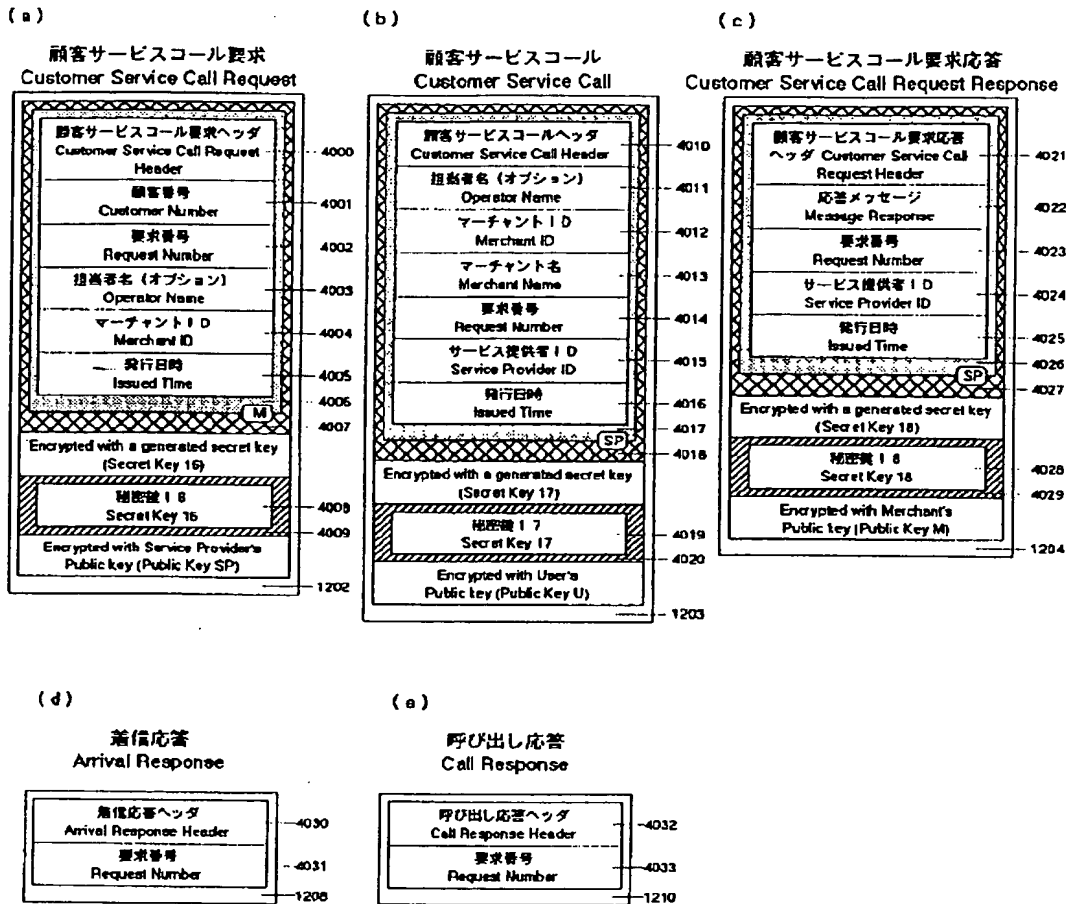 (a)
顧客サービスコール要求
Customer Service Call Request
顧客サービスコール要求ヘッダ
Customer Service Call Request
Header
4000
顧客番号
Customer Number
4001
要求番号
Request Number
4002
担当者名(オプション)
Operator Name
4003
マーチャントID
Merchant ID
4004
発行日時
Issued Time
4005
4006
M
4007
Encrypted with a generated secret key
(Secret Key 16)
秘密鍵16
Secret Key 16
4008
4009
Encrypted with Service Provider's
Public key (Public Key SP)
1202
(b)
顧客サービスコール
Customer Service Call
顧客サービスコールヘッダ
Customer Service Call Header
4010
担当者名(オプション)
Operator Name
4011
マーチャントID
Merchant ID
4012
マーチャント名
Merchant Name
4013
要求番号
Request Number
4014
サービス提供者ID
Service Provider ID
4015
発行日時
Issued Time
4016
4017
SP
4018
Encrypted with a generated secret key
(Secret Key 17)
秘密鍵17
Secret Key 17
4019
4020
Encrypted with User's
Public key (Public Key U)
1203
(c)
顧客サービスコール要求応答
Customer Service Call Request Response
顧客サービスコール要求応答
ヘッダ Customer Service Call
Request Header
4021
応答メッセージ
Message Response
4022
要求番号
Request Number
4023
サービス提供者ID
Service Provider ID
4024
発行日時
Issued Time
4025
4026
SP
4027
Encrypted with a generated secret key
(Secret Key 18)
秘密鍵18
Secret Key 18
4028
4029
Encrypted with Merchant's
Public key (Public Key M)
1204
(d)
着信応答
Arrival Response
着信応答ヘッダ
Arrival Response Header
4030
要求番号
Request Number
4031
1208
(e)
呼び出し応答
Call Response
呼び出し応答ヘッダ
Call Response Header
4032
要求番号
Request Number
4033
1210